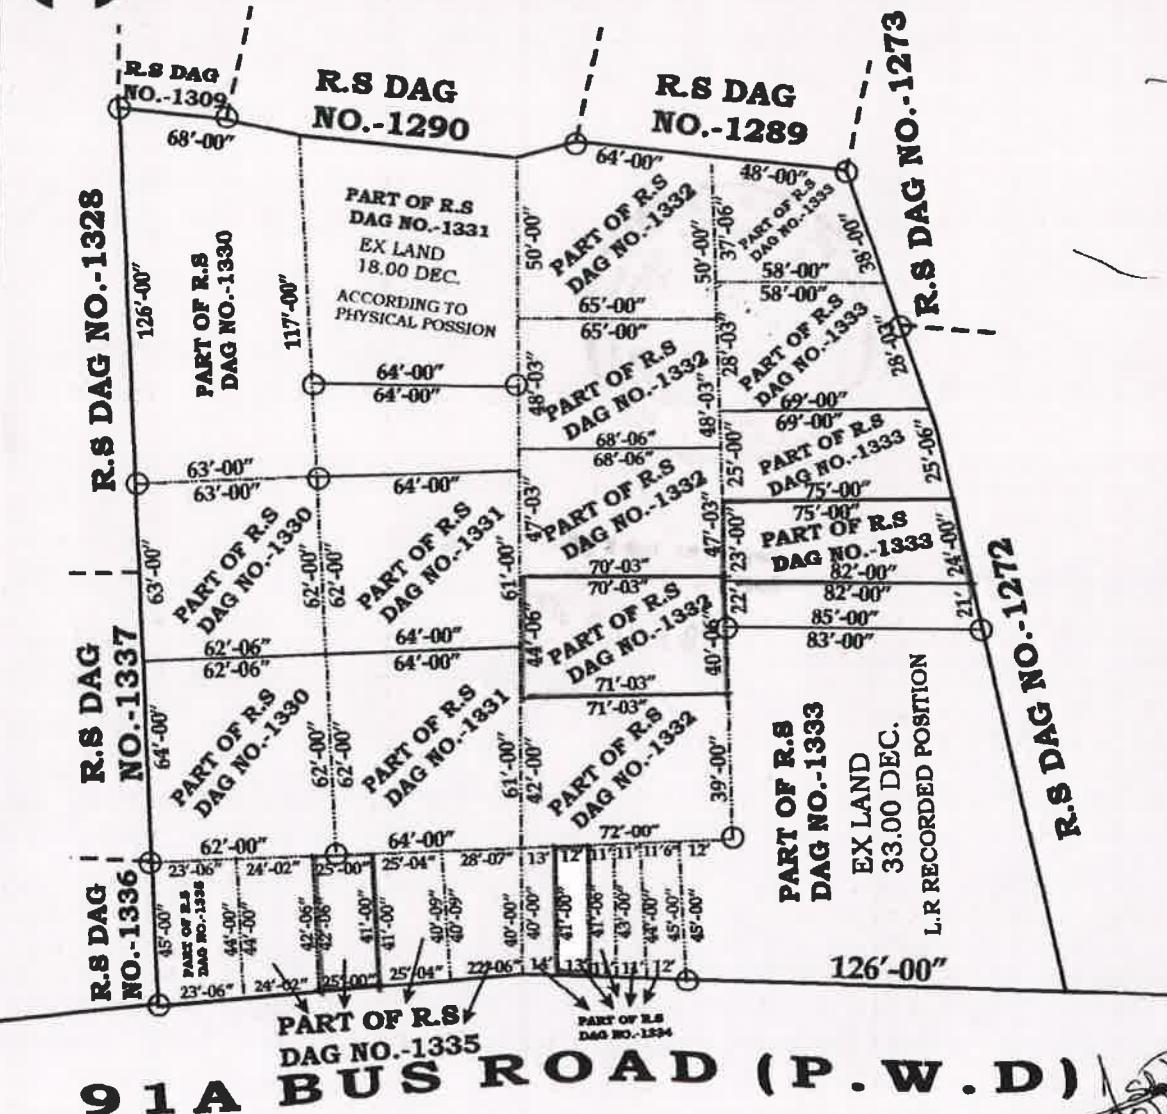 R.S DAG
NO.-1309
R.S DAG
NO.-1290
R.S DAG
NO.-1289
R.S DAG NO.-1273
68'-00"
64'-00"
48'-00"
R.S DAG NO.-1328
126'-00"
PART OF R.S
DAG NO.-1330
117'-00"
PART OF R.S
DAG NO.-1331
EX LAND
18.00 DEC.
ACCORDING TO
PHYSICAL POSSION
64'-00"
64'-00"
50'-00"
PART OF R.S
DAG NO.-1332
50'-00"
37'-06"
PART OF R.S
DAG NO.-1333
38'-00"
58'-00"
58'-00"
65'-00"
65'-00"
48'-03"
PART OF R.S
DAG NO.-1332
48'-03"
28'-03"
PART OF R.S
DAG NO.-1333
28'-03"
69'-00"
69'-00"
68'-06"
68'-06"
25'-00"
PART OF R.S
DAG NO.-1333
25'-06"
75'-00"
75'-00"
63'-00"
63'-00"
64'-00"
47'-03"
PART OF R.S
DAG NO.-1332
47'-03"
23'-00"
PART OF R.S
DAG NO.-1333
24'-00"
82'-00"
82'-00"
63'-00"
PART OF R.S
DAG NO.-1330
62'-00"
62'-00"
PART OF R.S
DAG NO.-1331
61'-00"
70'-03"
70'-03"
22'
21'
85'-00"
83'-00"
R.S DAG NO.-1272
44'-06"
PART OF R.S
DAG NO.-1332
40'-06"
71'-03"
71'-03"
62'-06"
62'-06"
64'-00"
64'-00"
R.S DAG
NO.-1337
64'-00"
PART OF R.S
DAG NO.-1330
62'-00"
62'-00"
PART OF R.S
DAG NO.-1331
61'-00"
42'-00"
PART OF R.S
DAG NO.-1332
39'-00"
PART OF R.S
DAG NO.-1333
EX LAND
33.00 DEC.
L.R RECORDED POSITION
62'-00"
64'-00"
72'-00"
23'-06"
24'-02"
25'-00"
25'-04"
28'-07"
13'
12'
11'
11'
11'6"
12'
R.S DAG
NO.-1336
45'-00"
PART OF R.S
DAG NO.-1335
44'-00"
44'-00"
42'-06"
42'-06"
41'-00"
41'-00"
40'-09"
40'-09"
40'-00"
40'-00"
41'-00"
41'-06"
43'-00"
44'-00"
45'-00"
45'-00"
23'-06"
24'-02"
25'-00"
25'-04"
22'-06"
14'
13'
11'
11'
12'
126'-00"
PART OF R.S
DAG NO.-1335
PART OF R.S
DAG NO.-1334
91A BUS ROAD (P.W.D)